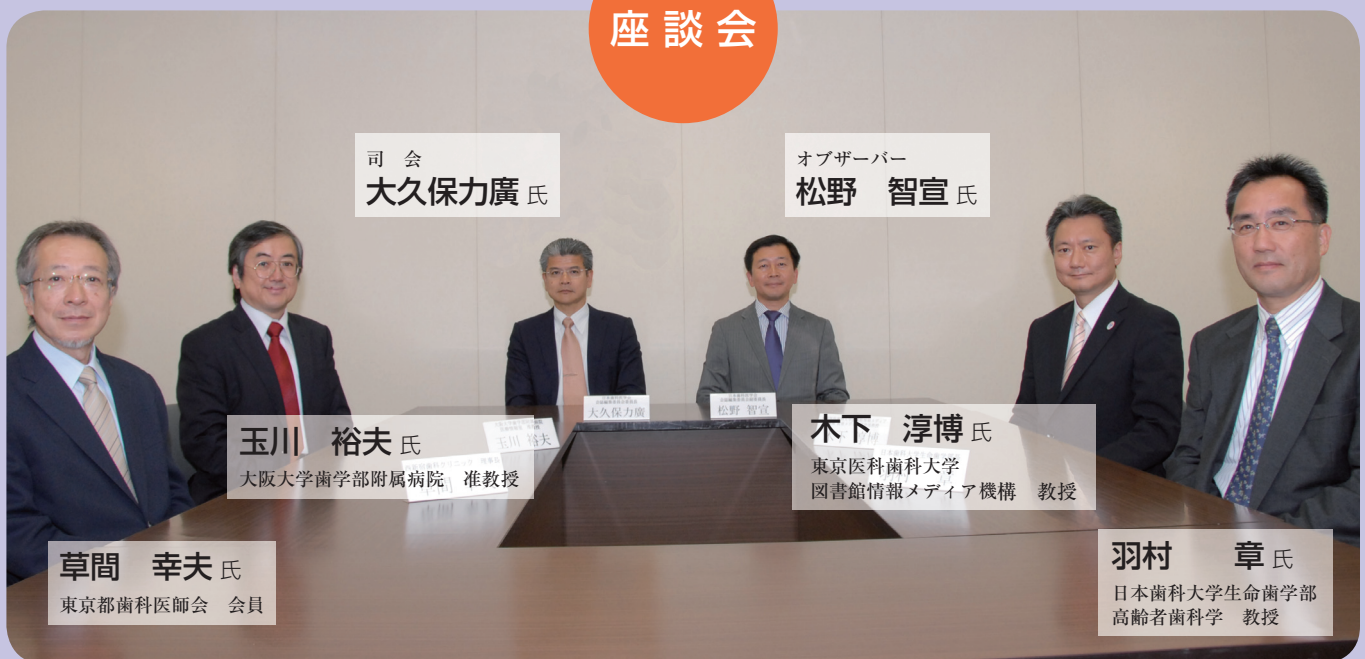 座談会
司　会
大久保力廣 氏
オブザーバー
松野　智宣 氏
大久保力廣
松野 智宣
玉川　裕夫 氏
大阪大学歯学部附属病院　准教授
玉川 裕夫
木下　淳博 氏
東京医科歯科大学
図書館情報メディア機構　教授
草間　幸夫 氏
東京都歯科医師会　会員
羽村　　章 氏
日本歯科大学生命歯学部
高齢者歯科学　教授